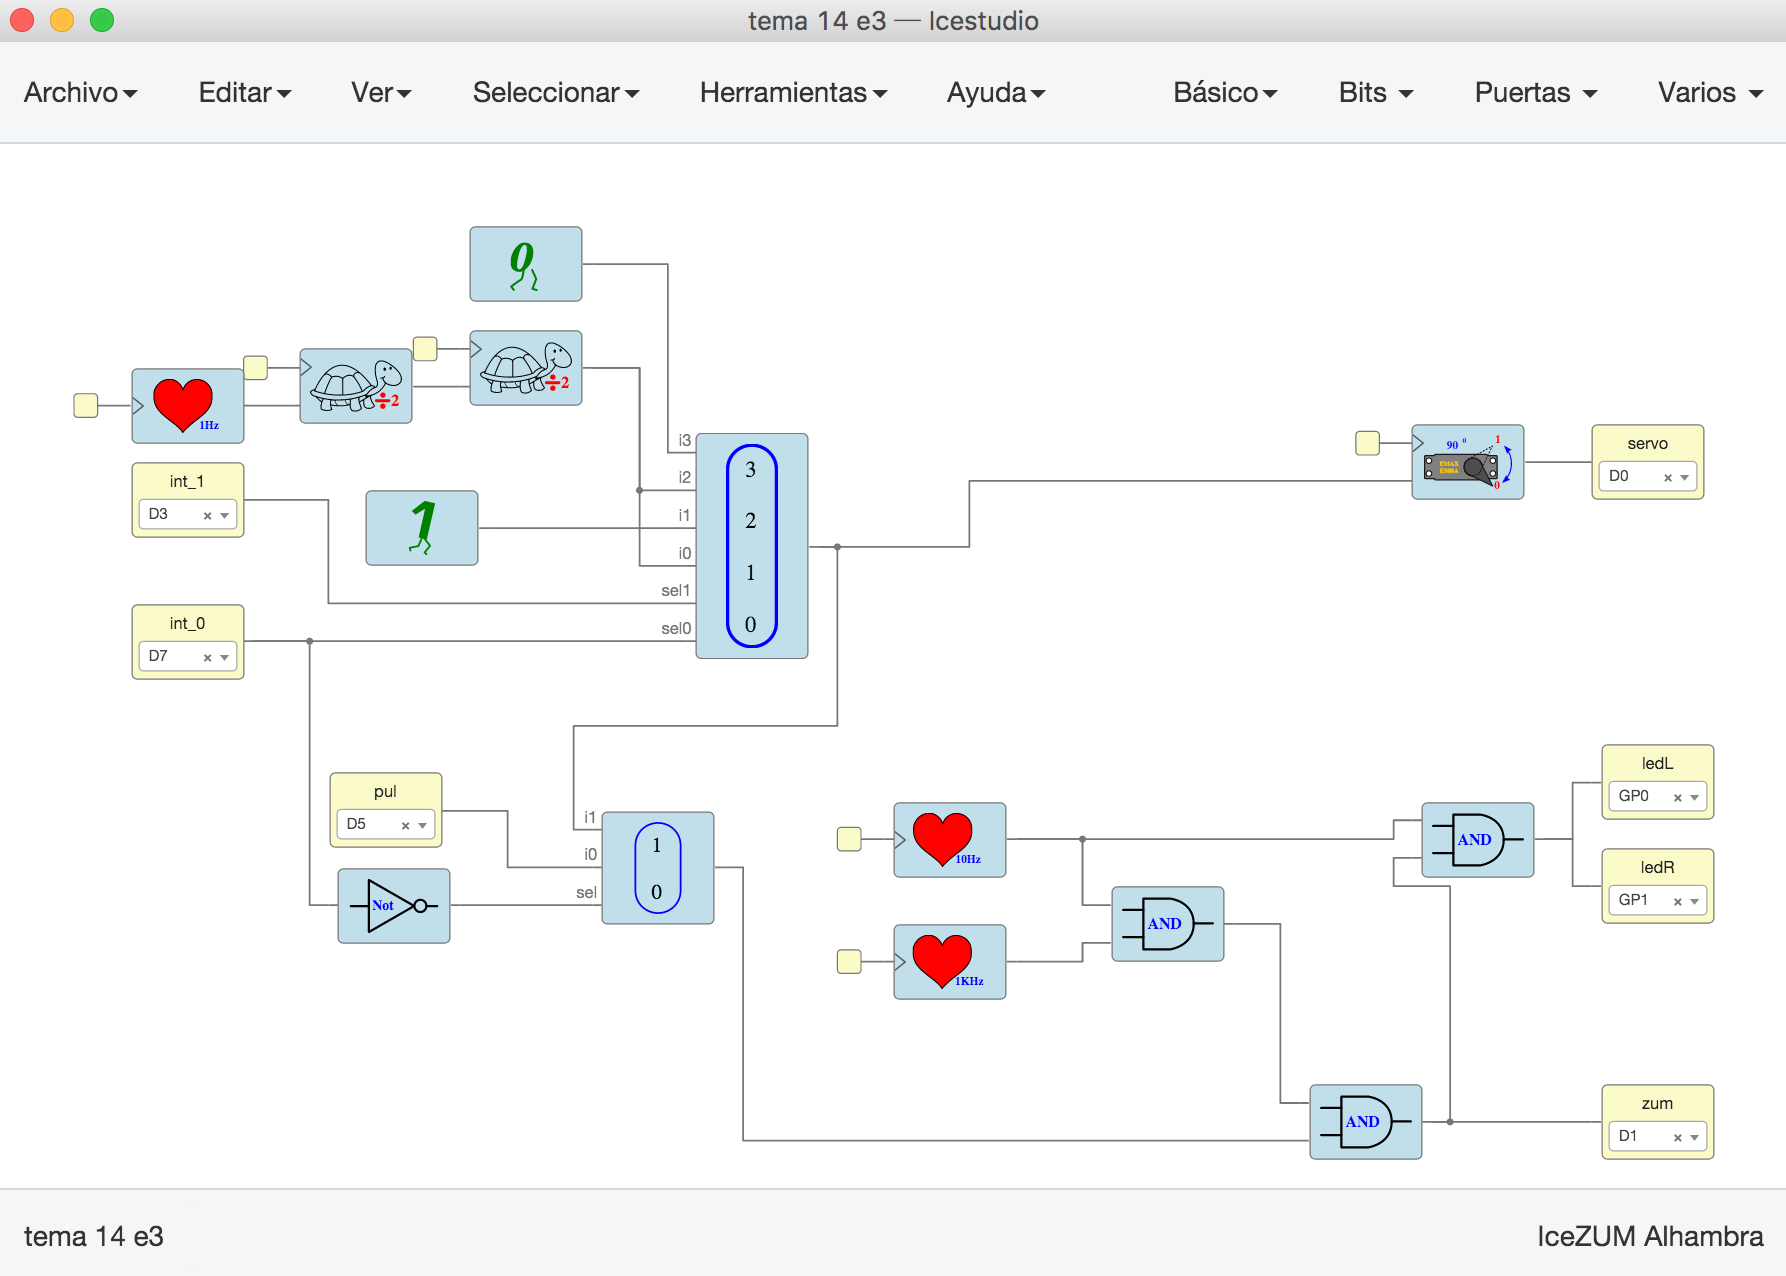 tema 14 e3 — Icestudio
Archivo Editar Ver Seleccionar Herramientas Ayuda Básico Bits Puertas Varios
0
÷2
÷2
1Hz
int_1
D3
1
i3
i2
i1
i0
sel1
sel0
3
2
1
0
int_0
D7
90 º
1
EMAX
ES08A
0
servo
D0
pul
D5
Not
i1
i0
sel
1
0
10Hz
1KHz
AND
AND
AND
ledL
GP0
ledR
GP1
zum
D1
tema 14 e3
IceZUM Alhambra